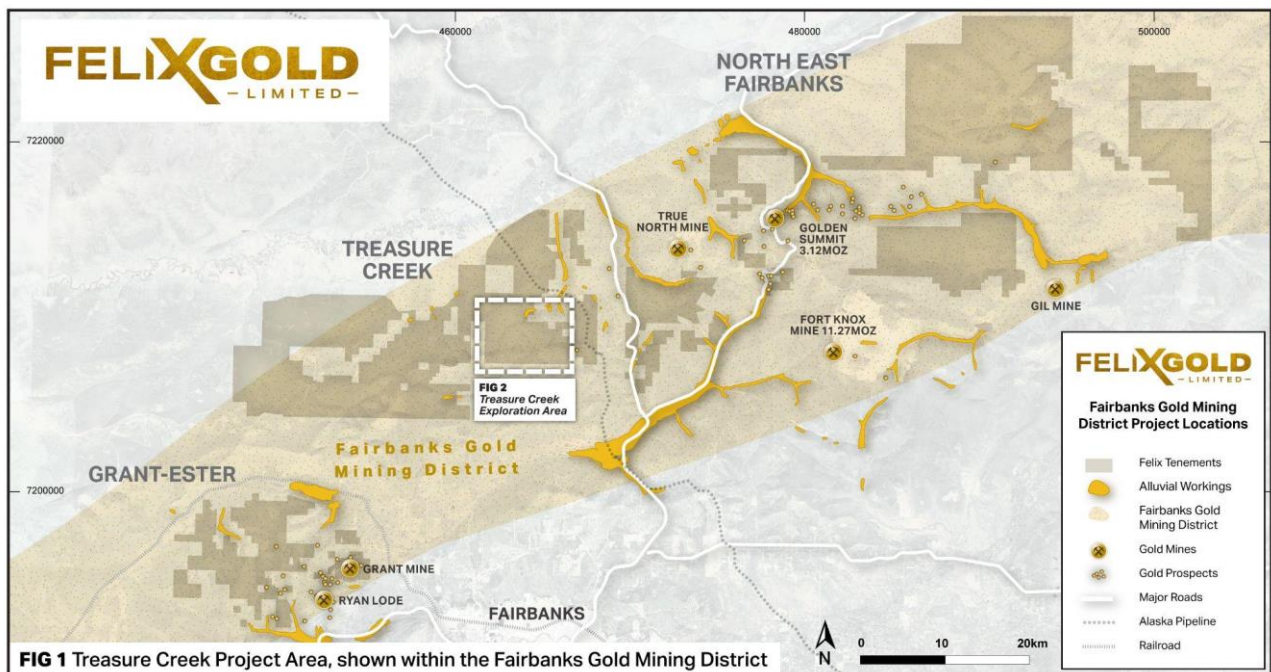 460000
480000
500000
FELIXGOLD
- LIMITED -
NORTH EAST
FAIRBANKS
7220000
TREASURE
CREEK
TRUE
NORTH MINE
GOLDEN
SUMMIT
3.12MOZ
GIL MINE
FORT KNOX
MINE 11.27MOZ
FIG 2
Treasure Creek
Exploration Area
Fairbanks Gold
Mining District
GRANT-ESTER
7200000
GRANT MINE
RYAN LODE
FAIRBANKS
FELIXGOLD
- LIMITED -
Fairbanks Gold Mining
District Project Locations
Felix Tenements
Alluvial Workings
Fairbanks Gold
Mining District
Gold Mines
Gold Prospects
Major Roads
Alaska Pipeline
Railroad
N
0
10
20km
FIG 1 Treasure Creek Project Area, shown within the Fairbanks Gold Mining District